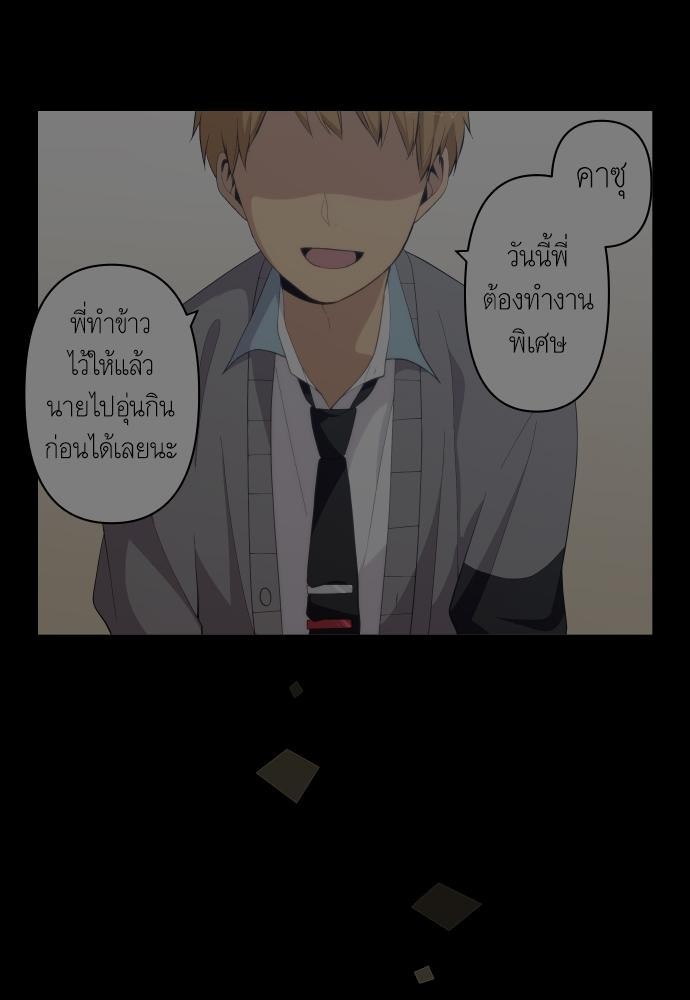 คาซุ
วันนี้พี่
ต้องทำงาน
พิเศษ
พี่ทำข้าว
ไว้ให้แล้ว
นายไปอุ่นกิน
ก่อนได้เลยนะ